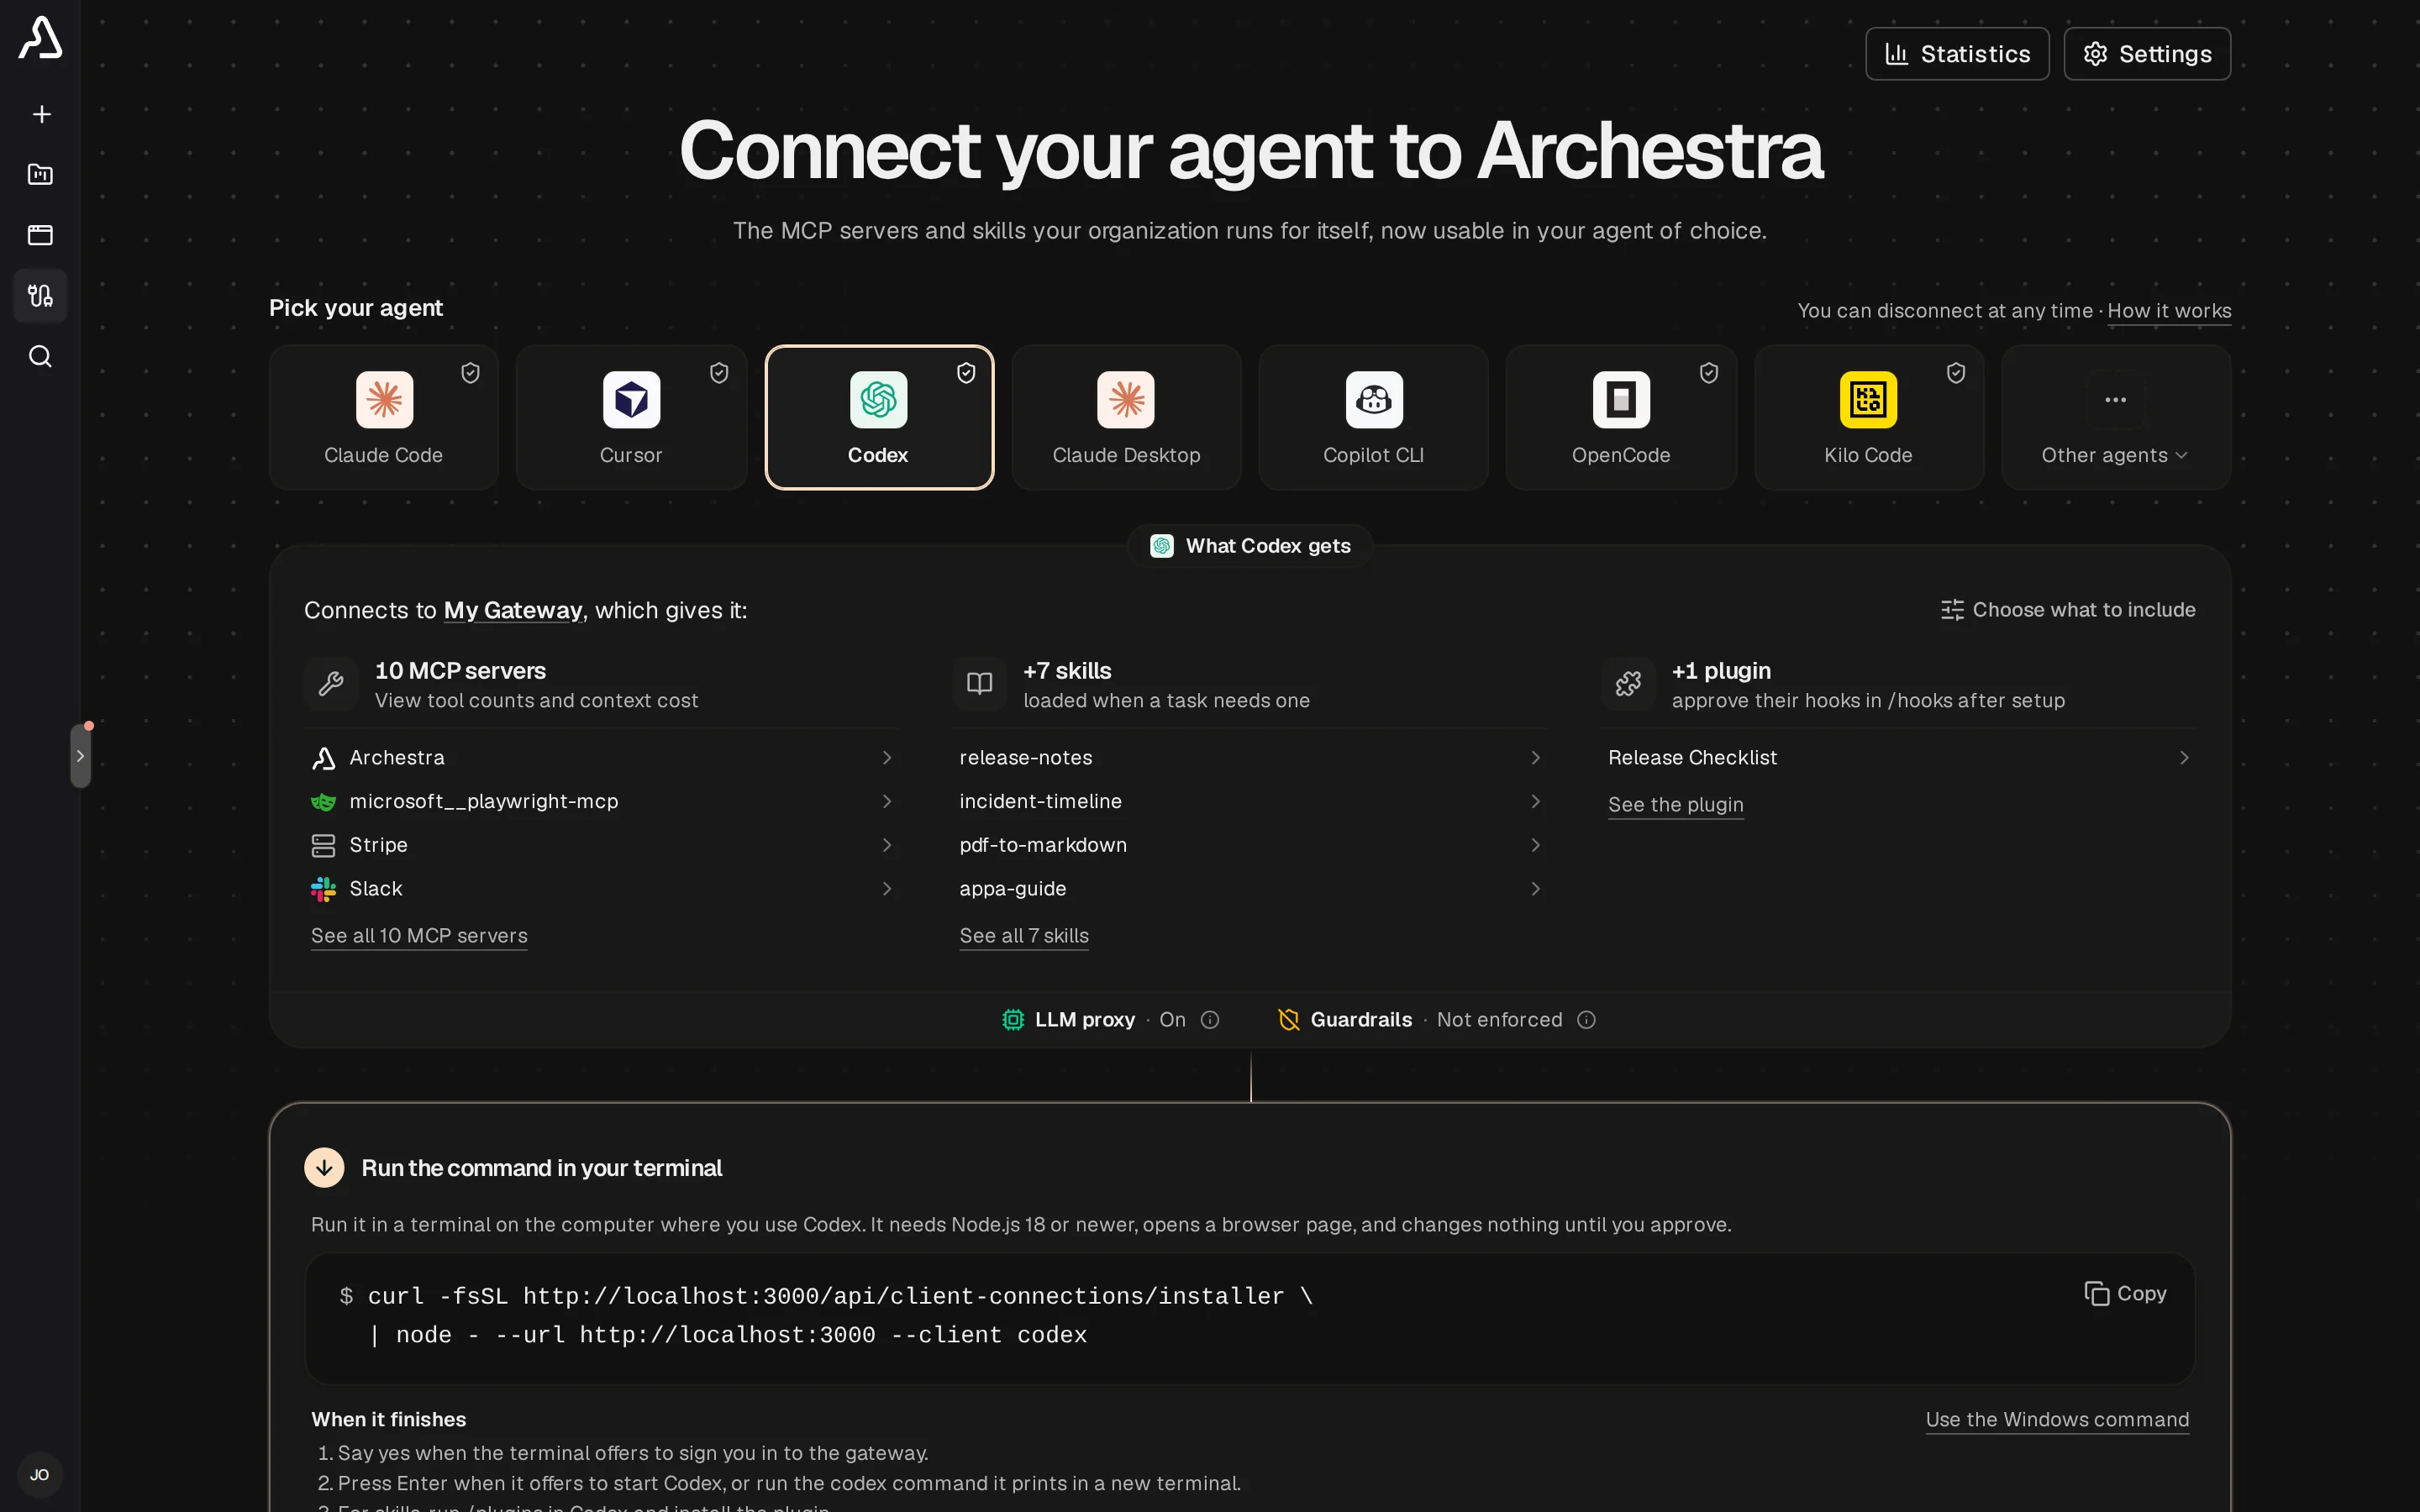 Statistics
Settings
Connect your agent to Archestra
The MCP servers and skills your organization runs for itself, now usable in your agent of choice.
Pick your agent
You can disconnect at any time · How it works
Claude Code
Cursor
Codex
Claude Desktop
Copilot CLI
OpenCode
Kilo Code
Other agents
What Codex gets
Connects to My Gateway, which gives it:
Choose what to include
10 MCP servers
View tool counts and context cost
Archestra
microsoft__playwright-mcp
Stripe
Slack
See all 10 MCP servers
+7 skills
loaded when a task needs one
release-notes
incident-timeline
pdf-to-markdown
appa-guide
See all 7 skills
+1 plugin
approve their hooks in /hooks after setup
Release Checklist
See the plugin
LLM proxy · On
Guardrails · Not enforced
Run the command in your terminal
Run it in a terminal on the computer where you use Codex. It needs Node.js 18 or newer, opens a browser page, and changes nothing until you approve.
$ curl -fsSL http://localhost:3000/api/client-connections/installer \
| node - --url http://localhost:3000 --client codex
Copy
When it finishes
Use the Windows command
1. Say yes when the terminal offers to sign you in to the gateway.
2. Press Enter when it offers to start Codex, or run the codex command it prints in a new terminal.
3. For skills, run /plugins in Codex and install the plugin.
JO